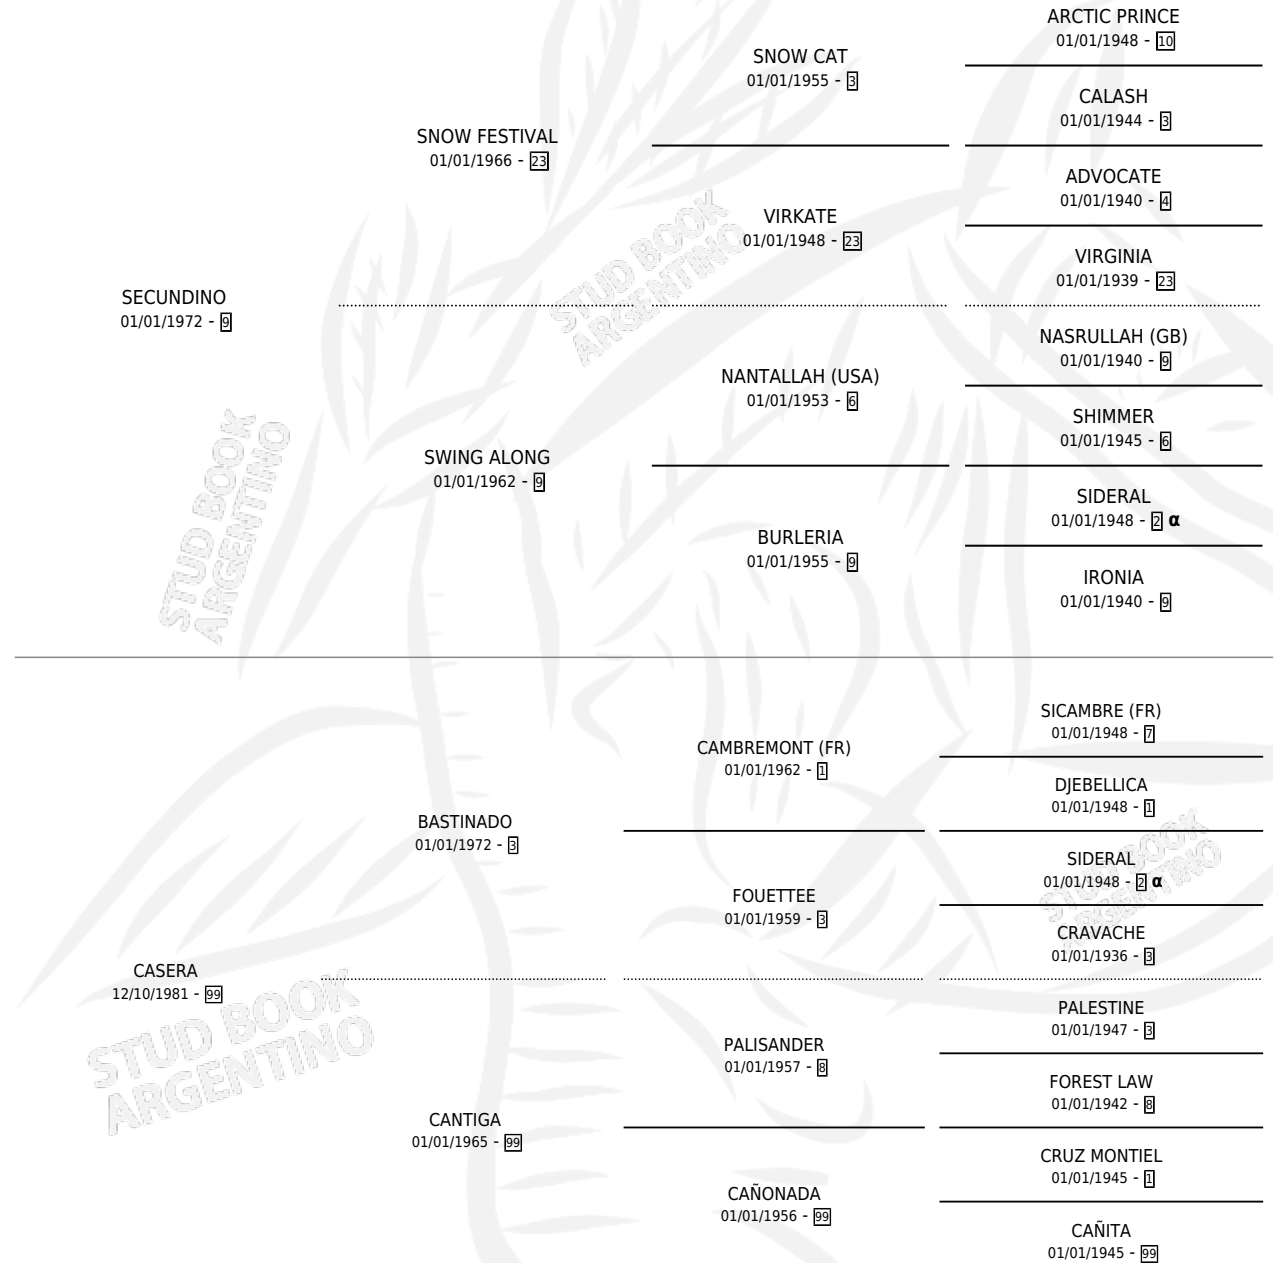 ARCTIC PRINCE
01/01/1948 - 10
SNOW CAT
01/01/1955 - 3
CALASH
01/01/1944 - 3
SNOW FESTIVAL
01/01/1966 - 23
ADVOCATE
01/01/1940 - 4
VIRKATE
01/01/1948 - 23
VIRGINIA
01/01/1939 - 23
SECUNDINO
01/01/1972 - 9
NASRULLAH (GB)
01/01/1940 - 9
NANTALLAH (USA)
01/01/1953 - 6
SHIMMER
01/01/1945 - 6
SWING ALONG
01/01/1962 - 9
SIDERAL
01/01/1948 - 2 α
BURLERIA
01/01/1955 - 9
IRONIA
01/01/1940 - 9
STUD BOOK
ARGENTINO
STUD BOOK
ARGENTINO
SICAMBRE (FR)
01/01/1948 - 7
CAMBREMONT (FR)
01/01/1962 - 1
DJEBELLICA
01/01/1948 - 1
BASTINADO
01/01/1972 - 3
SIDERAL
01/01/1948 - 2 α
FOUETTEE
01/01/1959 - 3
CRAVACHE
01/01/1936 - 3
CASERA
12/10/1981 - 99
PALESTINE
01/01/1947 - 3
PALISANDER
01/01/1957 - 8
FOREST LAW
01/01/1942 - 8
CANTIGA
01/01/1965 - 99
CRUZ MONTIEL
01/01/1945 - 1
CAÑONADA
01/01/1956 - 99
CAÑITA
01/01/1945 - 99
STUD BOOK
ARGENTINO
STUD BOOK
ARGENTINO